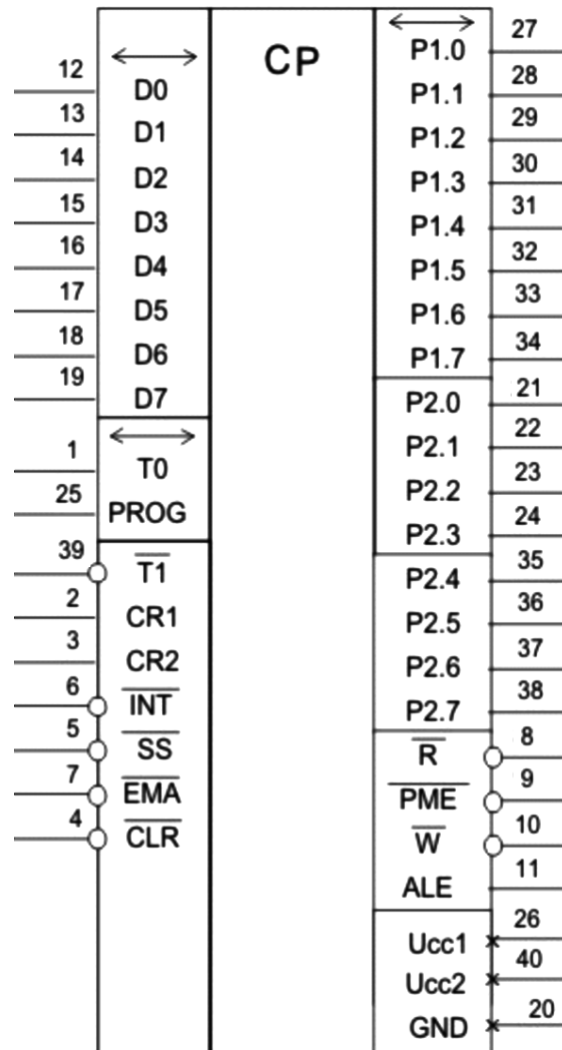 CP
12 D0
13 D1
14 D2
15 D3
16 D4
17 D5
18 D6
19 D7
1 T0
25 PROG
39 T1
2 CR1
3 CR2
6 INT
5 SS
7 EMA
4 CLR
P1.0 27
P1.1 28
P1.2 29
P1.3 30
P1.4 31
P1.5 32
P1.6 33
P1.7 34
P2.0 21
P2.1 22
P2.2 23
P2.3 24
P2.4 35
P2.5 36
P2.6 37
P2.7 38
R 8
PME 9
W 10
ALE 11
Ucc1 26
Ucc2 40
GND 20